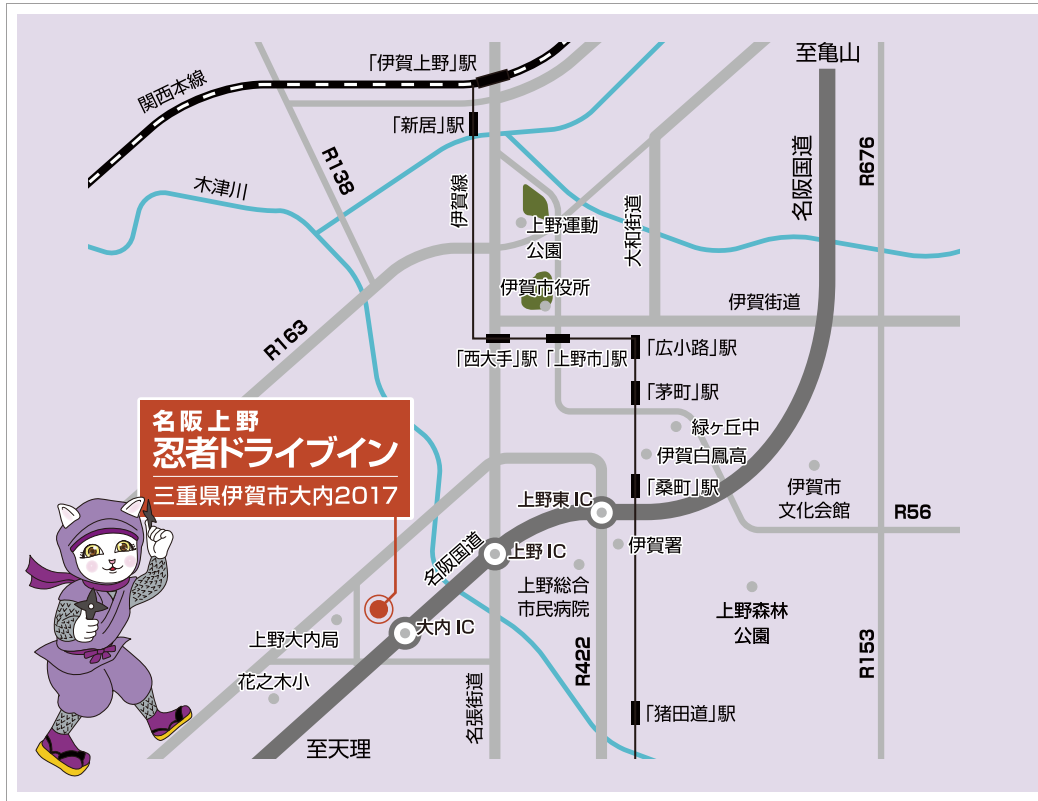 至亀山
「伊賀上野」駅
関西本線
「新居」駅
R138
木津川
伊賀線
名阪国道
R676
上野運動
公園
大和街道
伊賀市役所
伊賀街道
R163
「西大手」駅
「上野市」駅
「広小路」駅
「茅町」駅
名阪上野
忍者ドライブイン
三重県伊賀市大内2017
緑ヶ丘中
伊賀白鳳高
「桑町」駅
伊賀市
文化会館
上野東 IC
R56
伊賀署
名阪国道
上野 IC
上野総合
市民病院
上野森林
公園
上野大内局
大内 IC
R422
R153
花之木小
名張街道
「猪田道」駅
至天理